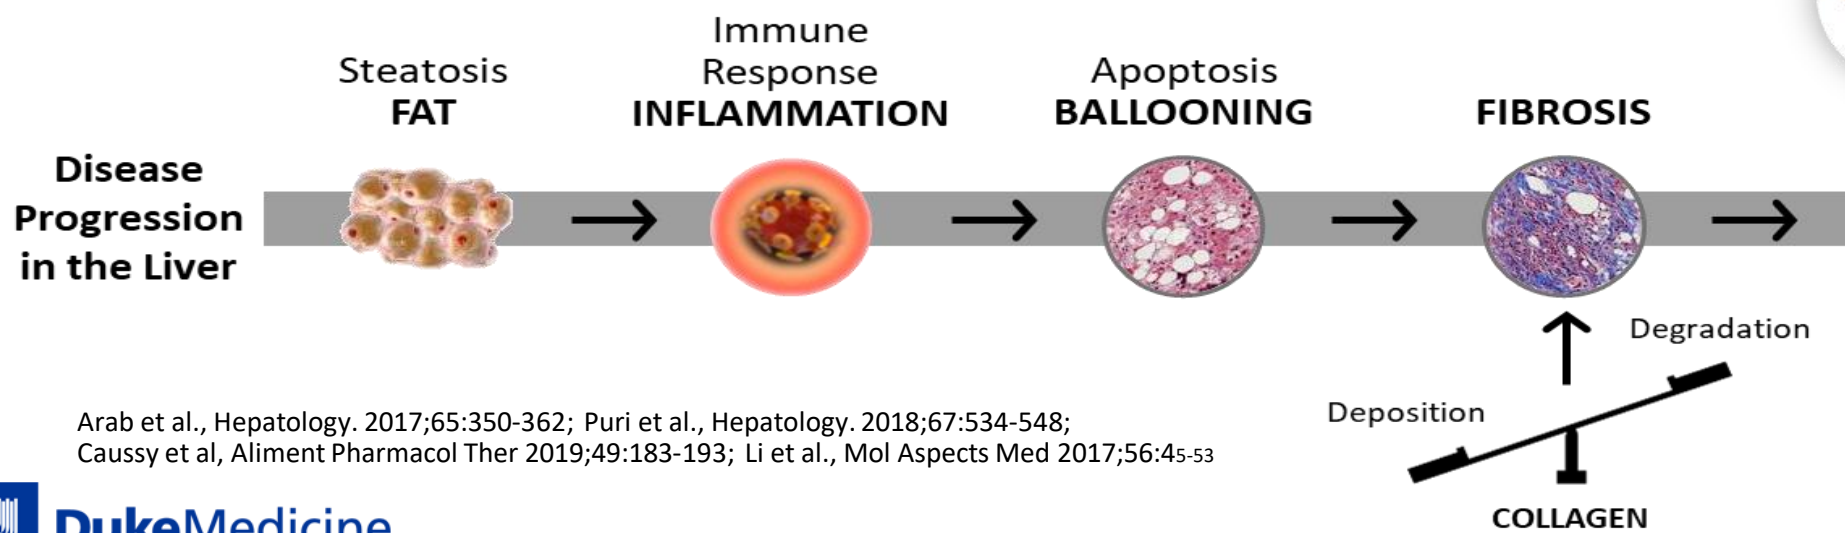 Steatosis
FAT
Immune
Response
INFLAMMATION
Apoptosis
BALLOONING
FIBROSIS
Disease
Progression
in the Liver
Degradation
Deposition
COLLAGEN
Arab et al., Hepatology. 2017;65:350-362; Puri et al., Hepatology. 2018;67:534-548;
Caussy et al, Aliment Pharmacol Ther 2019;49:183-193; Li et al., Mol Aspects Med 2017;56:45-53
DukeMedicine